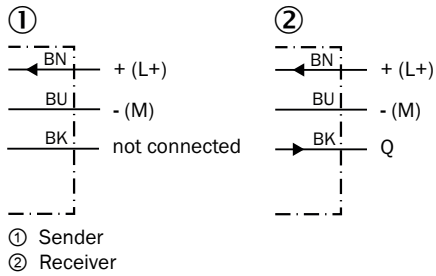 ① ②
BN + (L+) BN + (L+)
BU - (M) BU - (M)
BK not connected BK Q
① Sender
② Receiver